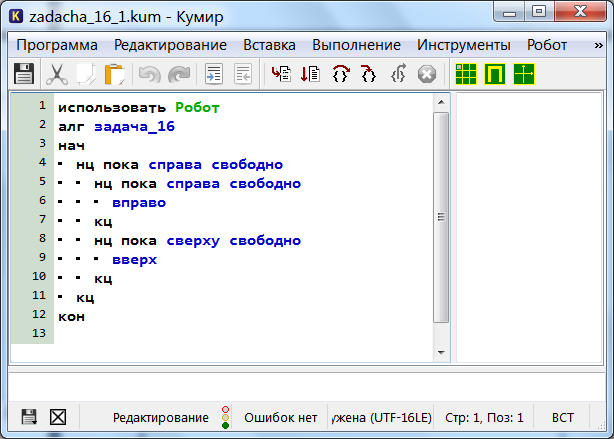 zadacha_16_1.kum - Кумир
Программа Редактирование Вставка Выполнение Инструменты Робот »
1 использовать Робот
2 алг задача_16
3 нач
4 ▪ нц пока справа свободно
5 ▪ ▪ нц пока справа свободно
6 ▪ ▪ ▪ вправо
7 ▪ ▪ кц
8 ▪ ▪ нц пока сверху свободно
9 ▪ ▪ ▪ вверх
10 ▪ ▪ кц
11 ▪ кц
12 кон
13
Редактирование Ошибок нет ужена (UTF-16LE) Стр: 1, Поз: 1 ВСТ